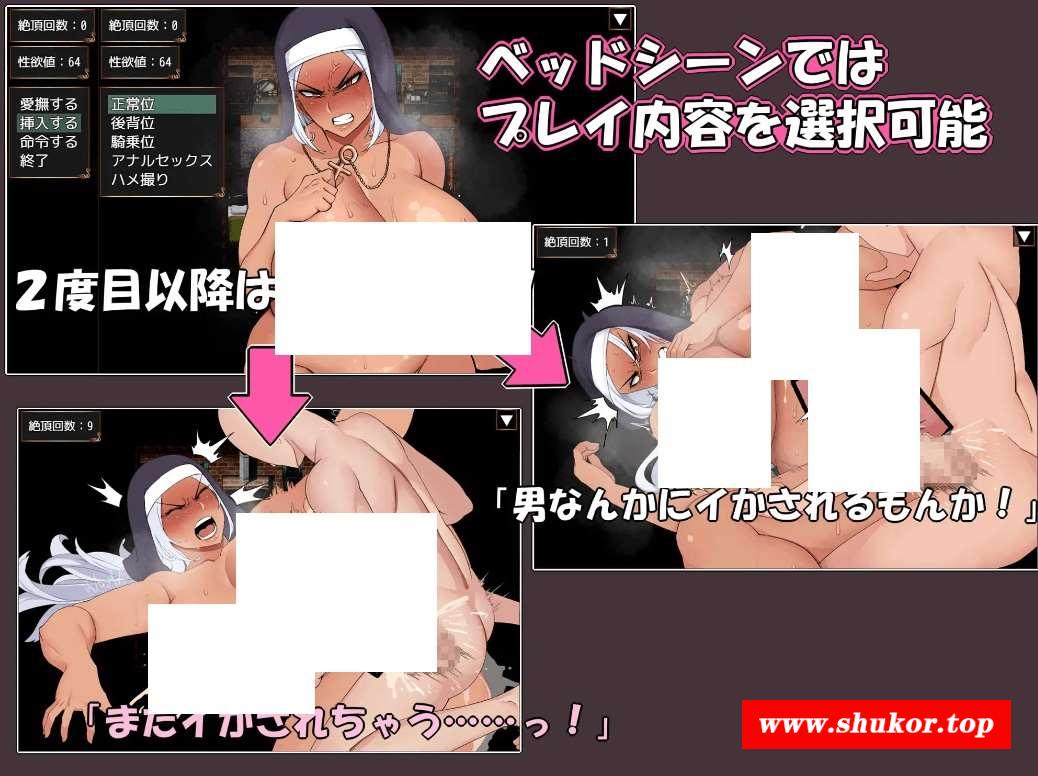 絶頂回数：0
絶頂回数：0
性欲値：64
性欲値：64
愛撫する
挿入する
命令する
終了
正常位
後背位
騎乗位
アナルセックス
ハメ撮り
ベッドシーンでは
プレイ内容を選択可能
２度目以降は
絶頂回数：1
「男なんかにイかされるもんか！」
絶頂回数：9
「またイかされちゃう……っ！」
www.shukor.top